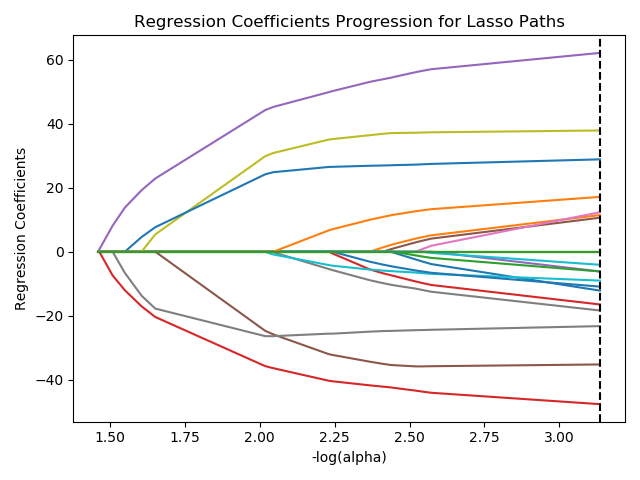 Regression Coefficients Progression for Lasso Paths
Regression Coefficients
60
40
20
0
−20
−40
1.50 1.75 2.00 2.25 2.50 2.75 3.00
-log(alpha)